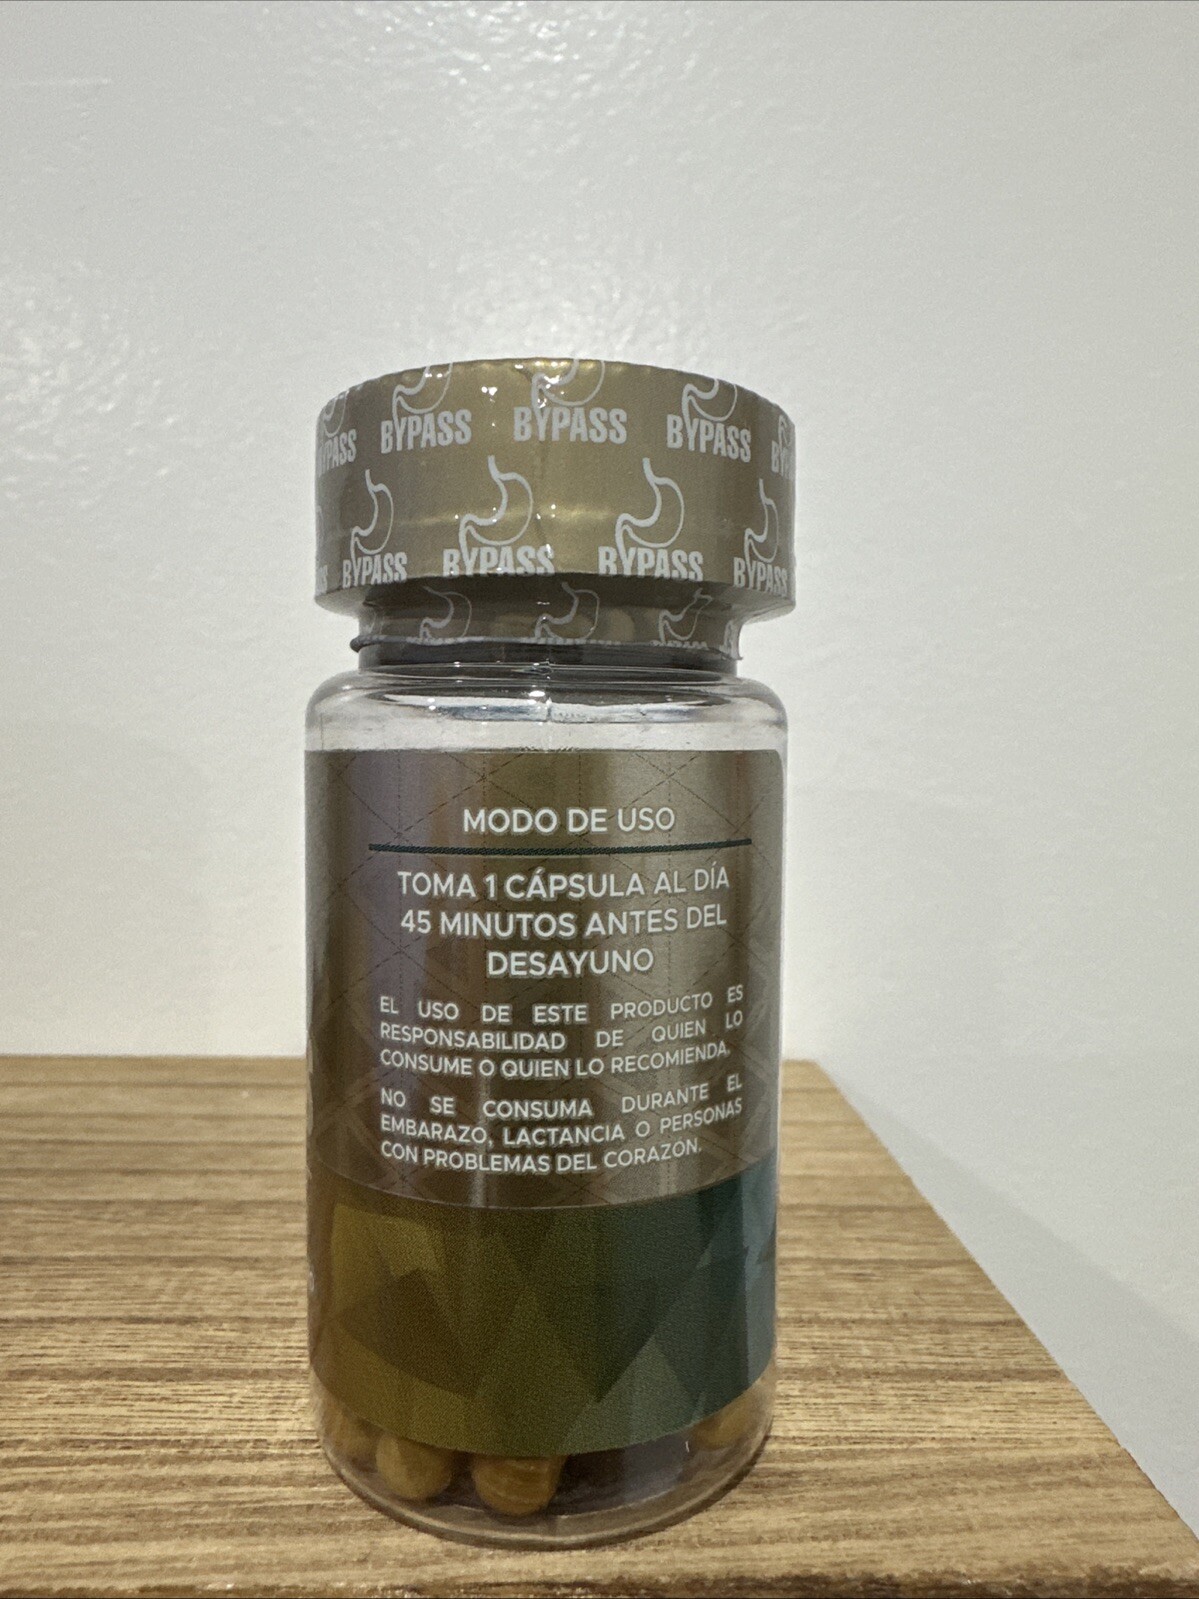 BYPASS BYPASS BYPASS
BYPASS BYPASS BYPASS BYPASS
MODO DE USO
TOMA 1 CÁPSULA AL DÍA
45 MINUTOS ANTES DEL
DESAYUNO
EL USO DE ESTE PRODUCTO ES
RESPONSABILIDAD DE QUIEN LO
CONSUME O QUIEN LO RECOMIENDA.
NO SE CONSUMA DURANTE EL
EMBARAZO, LACTANCIA O PERSONAS
CON PROBLEMAS DEL CORAZÓN.